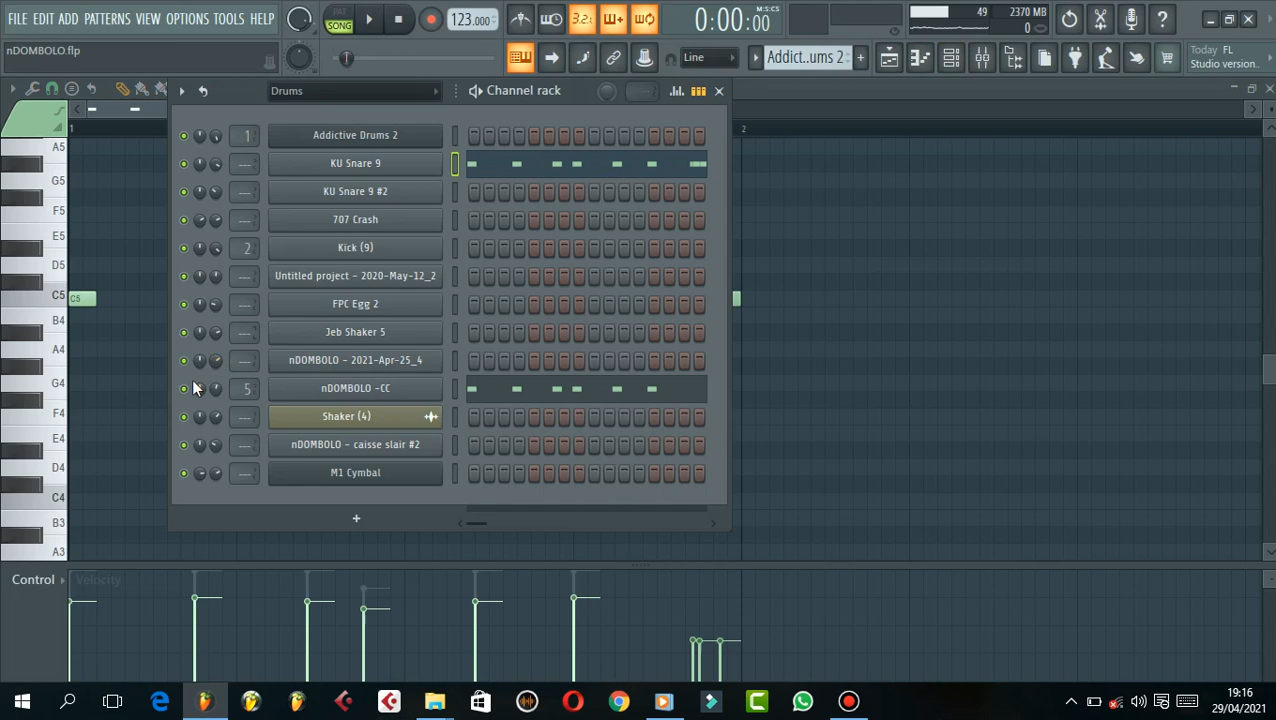 FILE EDIT ADD PATTERNS VIEW OPTIONS TOOLS HELP
PAT
SONG
123.000
3.2:
0:00:00
M:S:CS
49
2370 MB
0
nDOMBOLO.flp
Line
Addict..ums 2
Today FL
Studio version..
Drums
Channel rack
1
2
A5
G5
F5
E5
D5
C5
B4
A4
G4
F4
E4
D4
C4
B3
A3
C5
1 Addictive Drums 2
--- KU Snare 9
--- KU Snare 9 #2
--- 707 Crash
2 Kick (9)
--- Untitled project - 2020-May-12_2
--- FPC Egg 2
--- Jeb Shaker 5
--- nDOMBOLO - 2021-Apr-25_4
5 nDOMBOLO -CC
--- Shaker (4)
--- nDOMBOLO - caisse slair #2
--- M1 Cymbal
+
Control
Velocity
19:16
29/04/2021